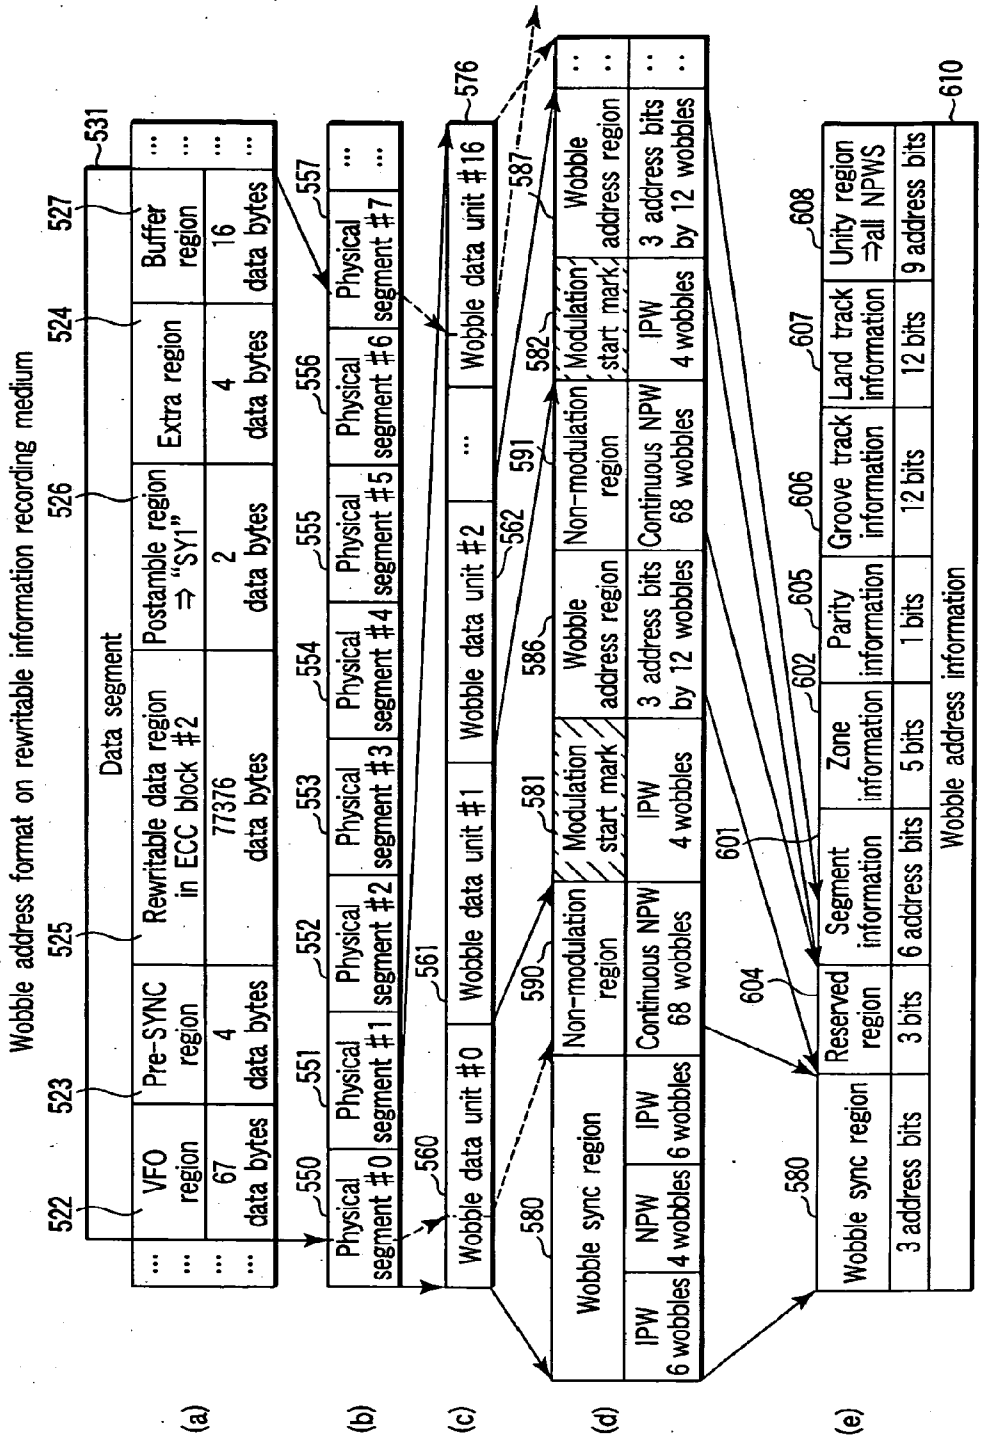 Wobble address format on rewritable information recording medium
(a)
Data segment
531
522
523
525
526
524
527
VFO
region
Pre-SYNC
region
Rewritable data region
in ECC block #2
Postamble region
⇒ "SY1"
Extra region
Buffer
region
67
data bytes
4
data bytes
77376
data bytes
2
data bytes
4
data bytes
16
data bytes
(b)
550
551
552
553
554
555
556
557
Physical
segment #0
Physical
segment #1
Physical
segment #2
Physical
segment #3
Physical
segment #4
Physical
segment #5
Physical
segment #6
Physical
segment #7
(c)
560
561
562
576
Wobble data unit #0
Wobble data unit #1
Wobble data unit #2
...
Wobble data unit #16
(d)
580
590
581
586
591
582
587
Wobble sync region
Non-modulation
region
Modulation
start mark
Wobble
address region
Non-modulation
region
Modulation
start mark
Wobble
address region
IPW
6 wobbles
NPW
4 wobbles
IPW
6 wobbles
Continuous NPW
68 wobbles
IPW
4 wobbles
3 address bits
by 12 wobbles
Continuous NPW
68 wobbles
IPW
4 wobbles
3 address bits
by 12 wobbles
(e)
580
604
601
602
605
606
607
608
610
Wobble sync region
Reserved
region
Segment
information
Zone
information
Parity
information
Groove track
information
Land track
information
Unity region
⇒all NPWS
3 address bits
3 bits
6 address bits
5 bits
1 bits
12 bits
12 bits
9 address bits
Wobble address information